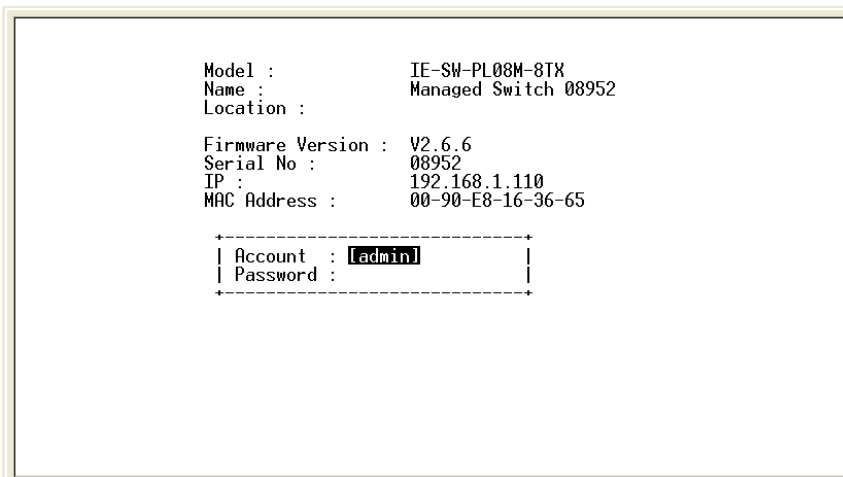 Model : IE-SW-PL08M-8TX
Name : Managed Switch 08952
Location :
Firmware Version : V2.6.6
Serial No : 08952
IP : 192.168.1.110
MAC Address : 00-90-E8-16-36-65
+-----------------------------+
| Account : [admin] |
| Password : |
+-----------------------------+